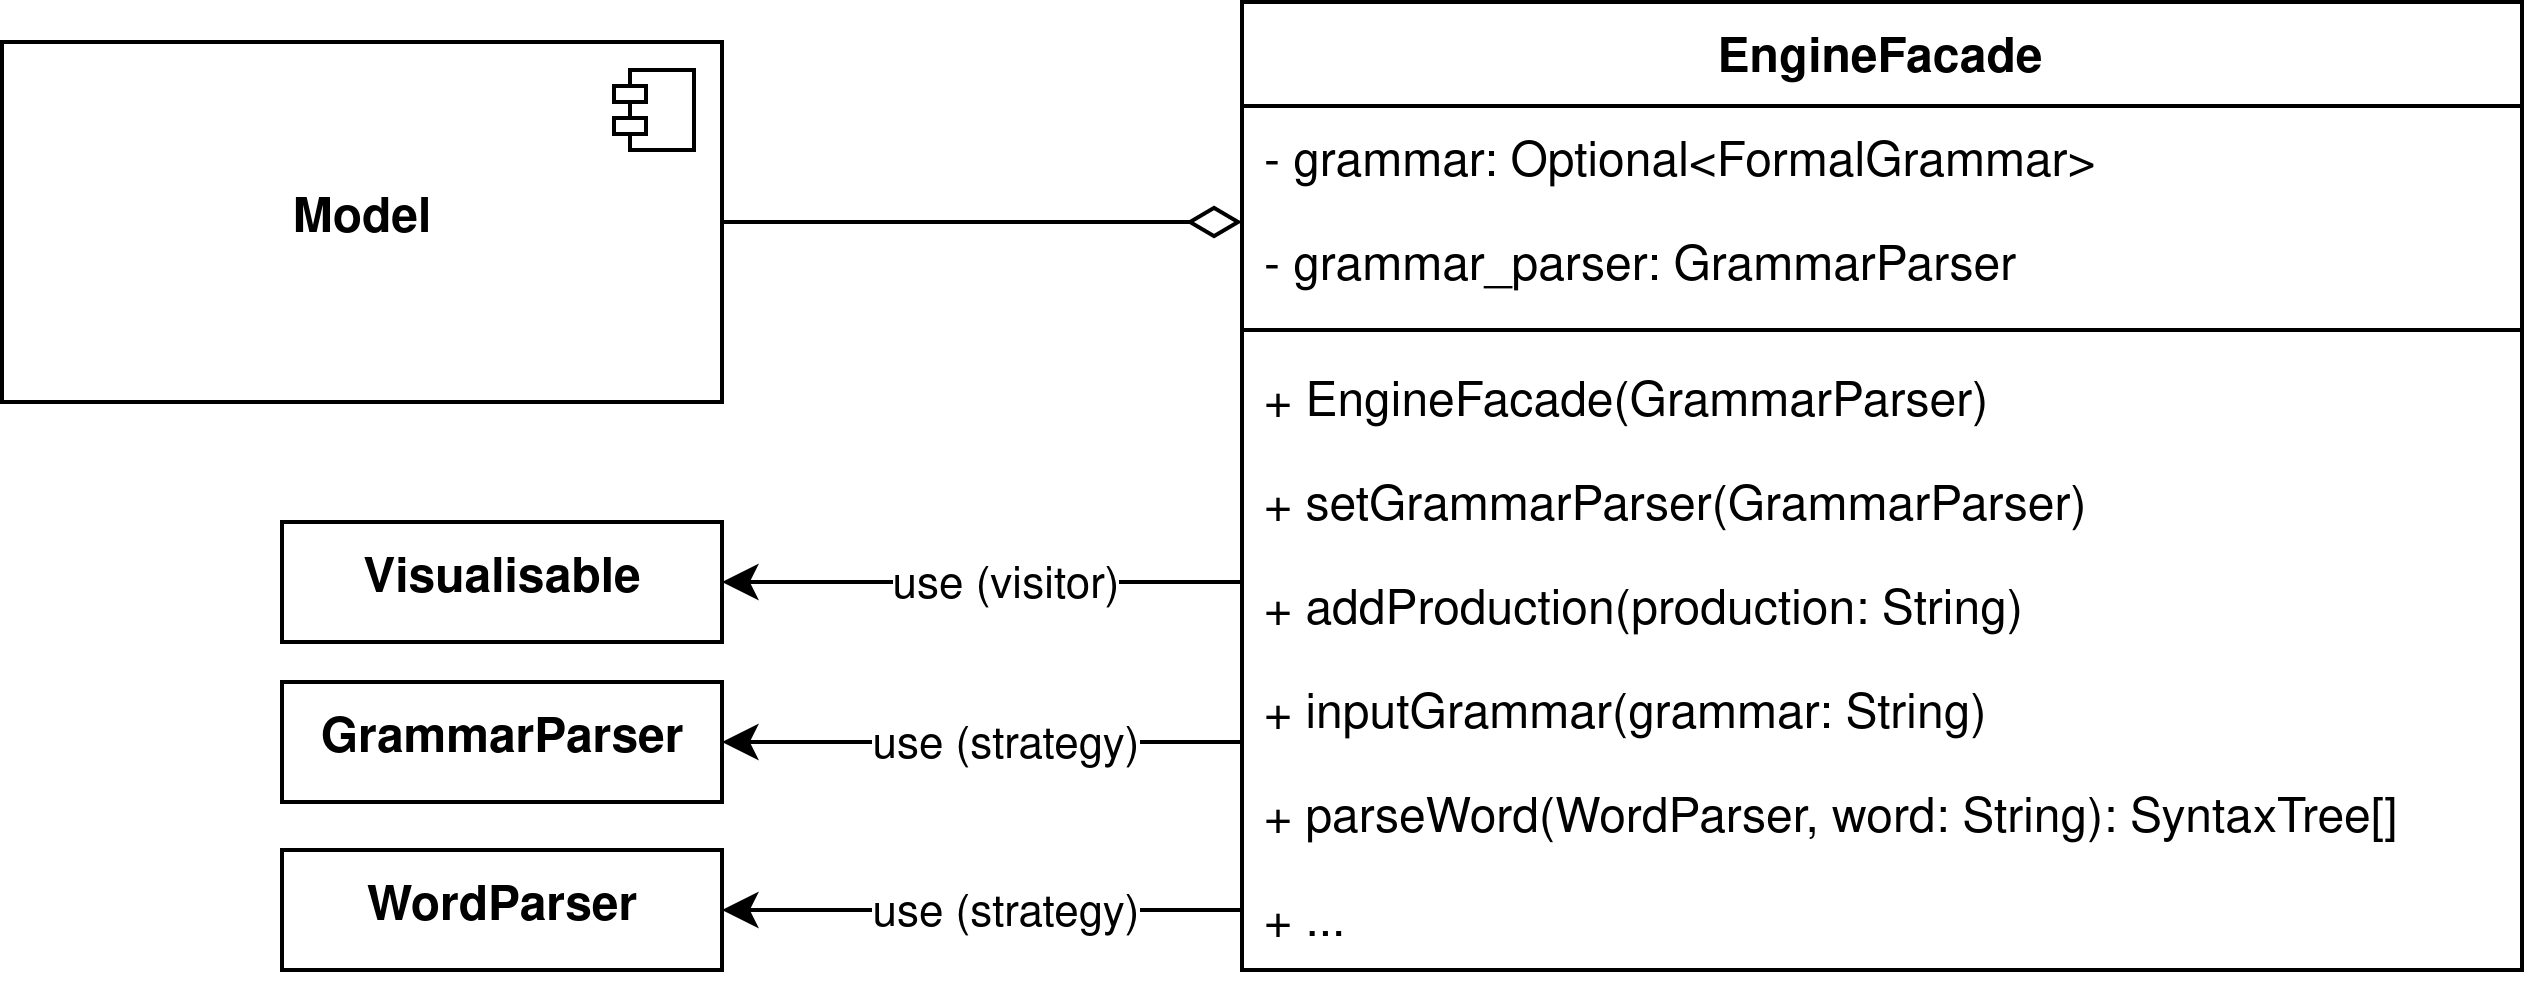 Model
Visualisable
GrammarParser
WordParser
use (visitor)
use (strategy)
use (strategy)
EngineFacade
- grammar: Optional<FormalGrammar>
- grammar_parser: GrammarParser
+ EngineFacade(GrammarParser)
+ setGrammarParser(GrammarParser)
+ addProduction(production: String)
+ inputGrammar(grammar: String)
+ parseWord(WordParser, word: String): SyntaxTree[]
+ ...